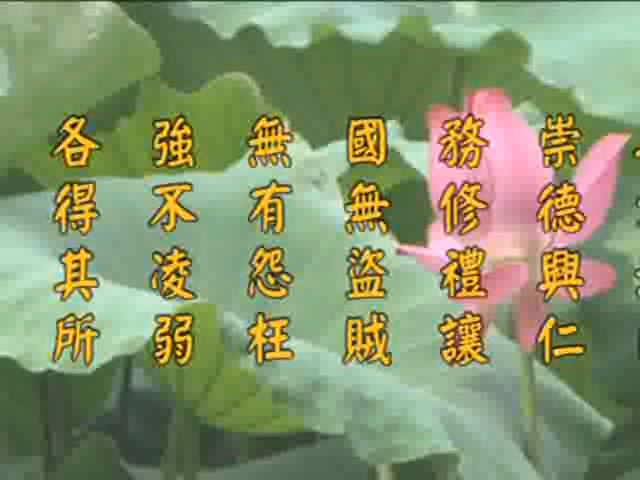 崇德興仁
務修禮讓
國無盜賊
無有怨枉
強不凌弱
各得其所